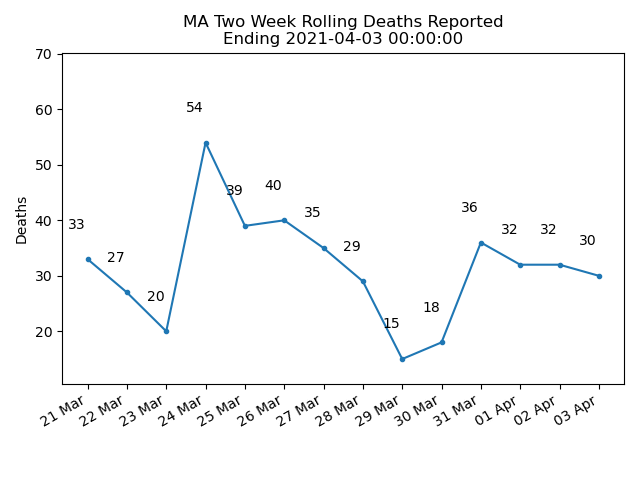 MA Two Week Rolling Deaths Reported
Ending 2021-04-03 00:00:00
70
60
50
40
30
20
Deaths
33
27
20
54
39
40
35
29
15
18
36
32
32
30
21 Mar
22 Mar
23 Mar
24 Mar
25 Mar
26 Mar
27 Mar
28 Mar
29 Mar
30 Mar
31 Mar
01 Apr
02 Apr
03 Apr